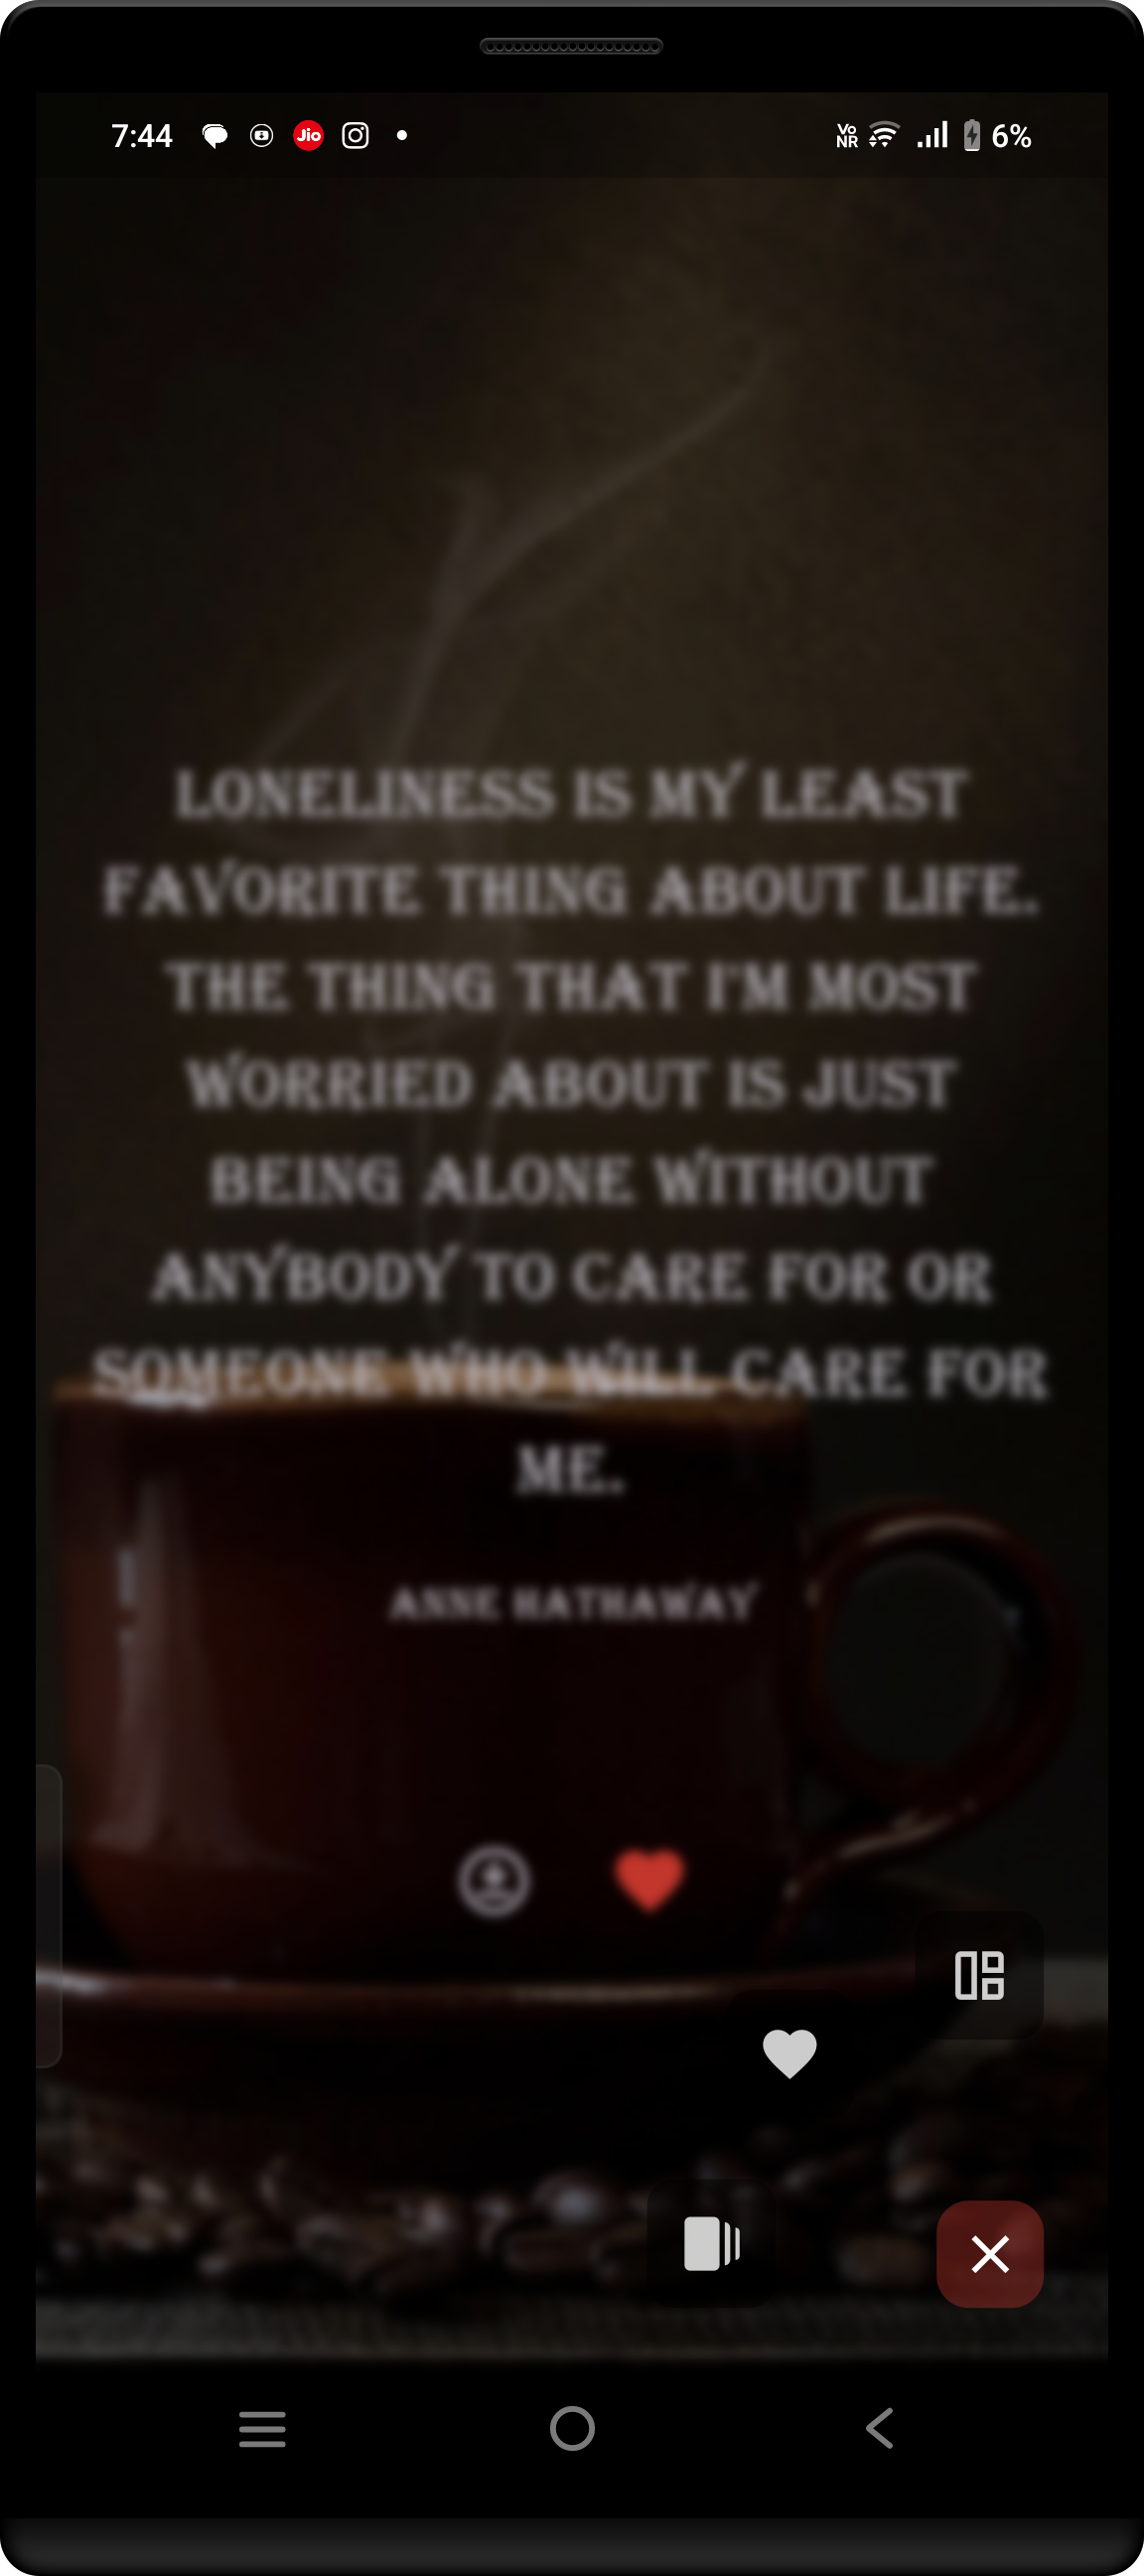 7:44
Jio
Vo
NR
6%
LONELINESS IS MY LEAST
FAVORITE THING ABOUT LIFE.
THE THING THAT I'M MOST
WORRIED ABOUT IS JUST
BEING ALONE WITHOUT
ANYBODY TO CARE FOR OR
SOMEONE WHO WILL CARE FOR
ME.
ANNE HATHAWAY